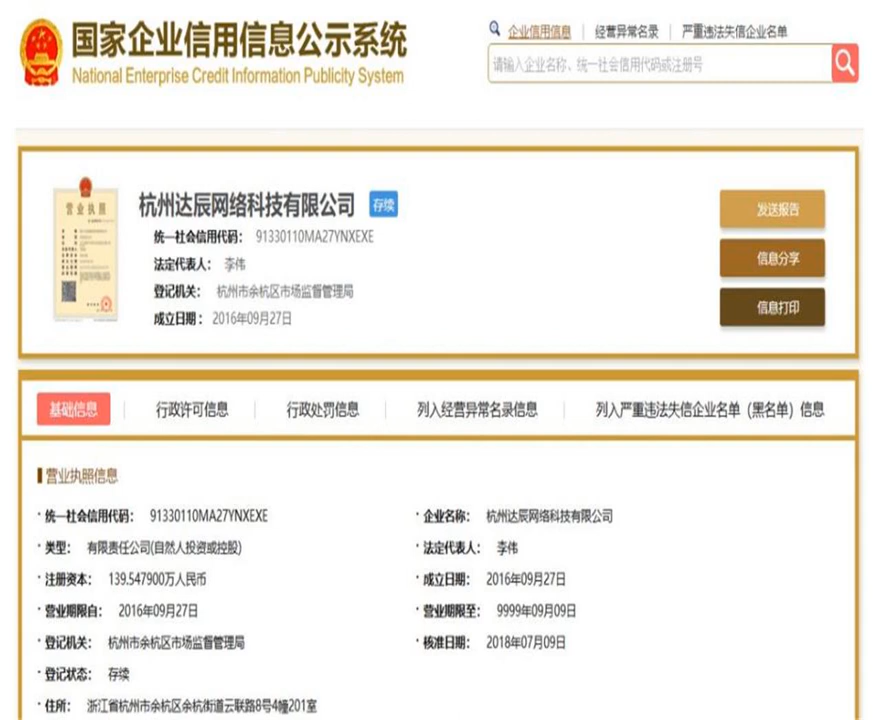 国家企业信用信息公示系统
National Enterprise Credit Information Publicity System
企业信用信息 | 经营异常名录 | 严重违法失信企业名单
请输入企业名称、统一社会信用代码或注册号
营业执照
杭州达辰网络科技有限公司 存续
统一社会信用代码： 91330110MA27YNXEXE
法定代表人： 李伟
登记机关： 杭州市余杭区市场监督管理局
成立日期： 2016年09月27日
发送报告
信息分享
信息打印
基础信息 | 行政许可信息 | 行政处罚信息 | 列入经营异常名录信息 | 列入严重违法失信企业名单（黑名单）信息
营业执照信息
· 统一社会信用代码： 91330110MA27YNXEXE · 企业名称： 杭州达辰网络科技有限公司
· 类型： 有限责任公司(自然人投资或控股) · 法定代表人： 李伟
· 注册资本： 139.547900万人民币 · 成立日期： 2016年09月27日
· 营业期限自： 2016年09月27日 · 营业期限至： 9999年09月09日
· 登记机关： 杭州市余杭区市场监督管理局 · 核准日期： 2018年07月09日
· 登记状态： 存续
· 住所： 浙江省杭州市余杭区余杭街道云联路8号4幢201室